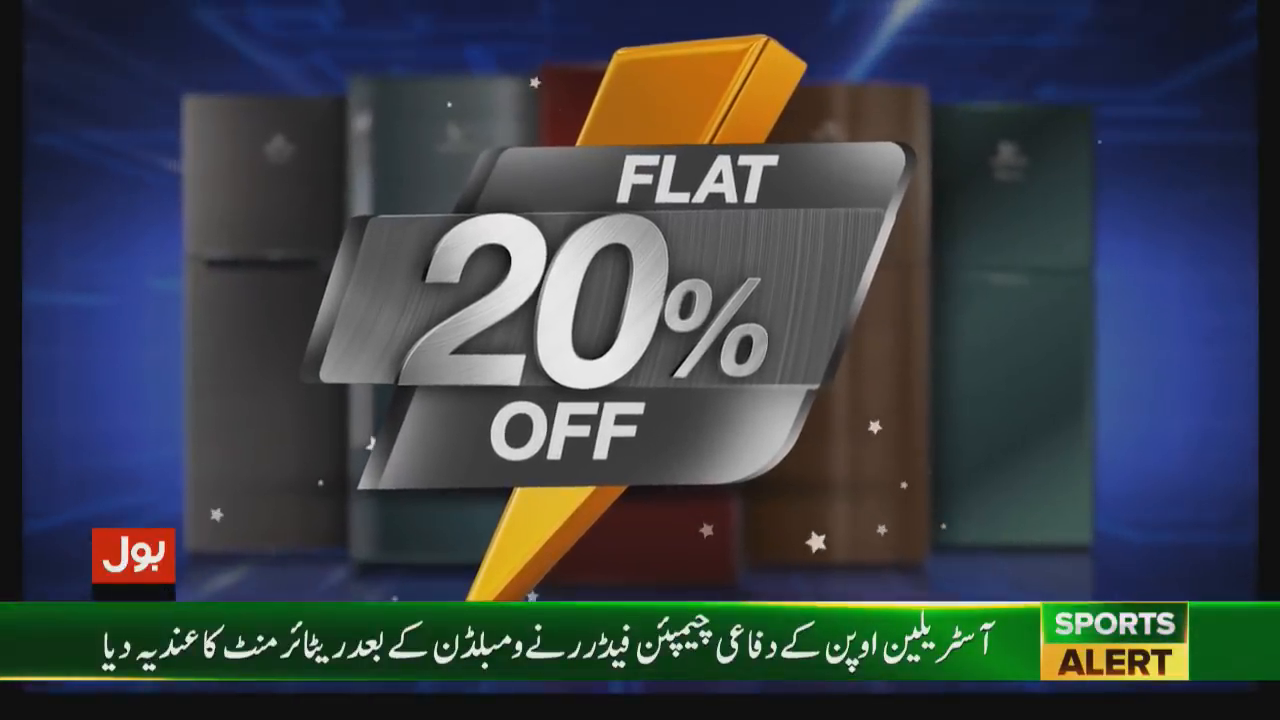 FLAT
20%
OFF
بول
آسٹریلین اوپن کے دفاعی چیمپئن فیڈرر نے ومبلڈن کے بعد ریٹائرمنٹ کا عندیہ دیا
SPORTS
ALERT